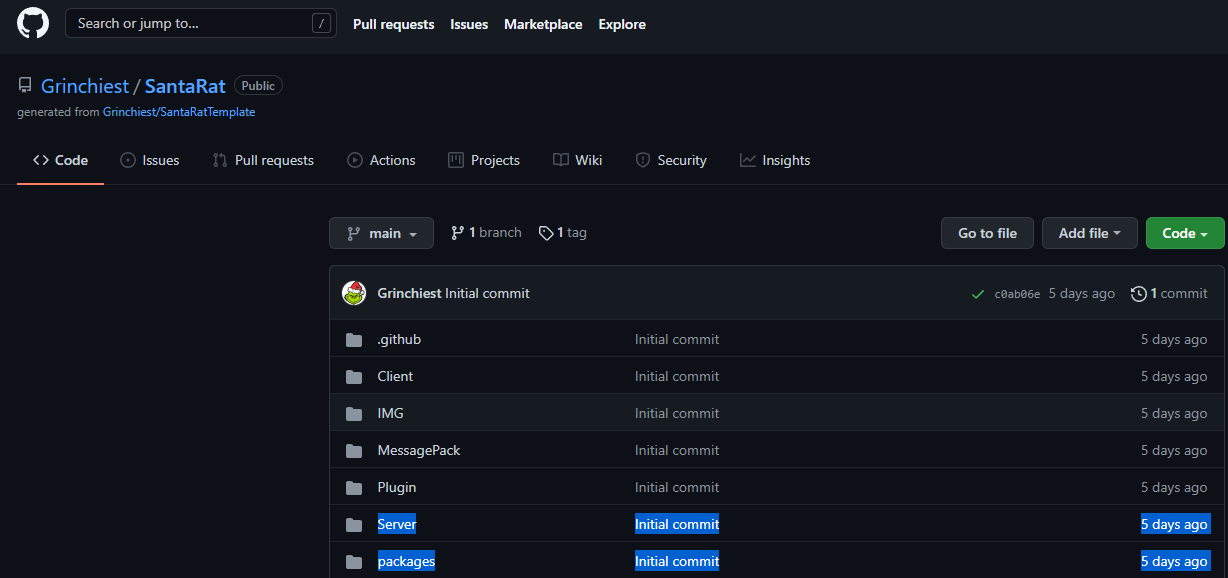 Search or jump to... /
Pull requests Issues Marketplace Explore
Grinchiest / SantaRat Public
generated from Grinchiest/SantaRatTemplate
Code Issues Pull requests Actions Projects Wiki Security Insights
main 1 branch 1 tag Go to file Add file Code
Grinchiest Initial commit c0ab06e 5 days ago 1 commit
.github Initial commit 5 days ago
Client Initial commit 5 days ago
IMG Initial commit 5 days ago
MessagePack Initial commit 5 days ago
Plugin Initial commit 5 days ago
Server Initial commit 5 days ago
packages Initial commit 5 days ago